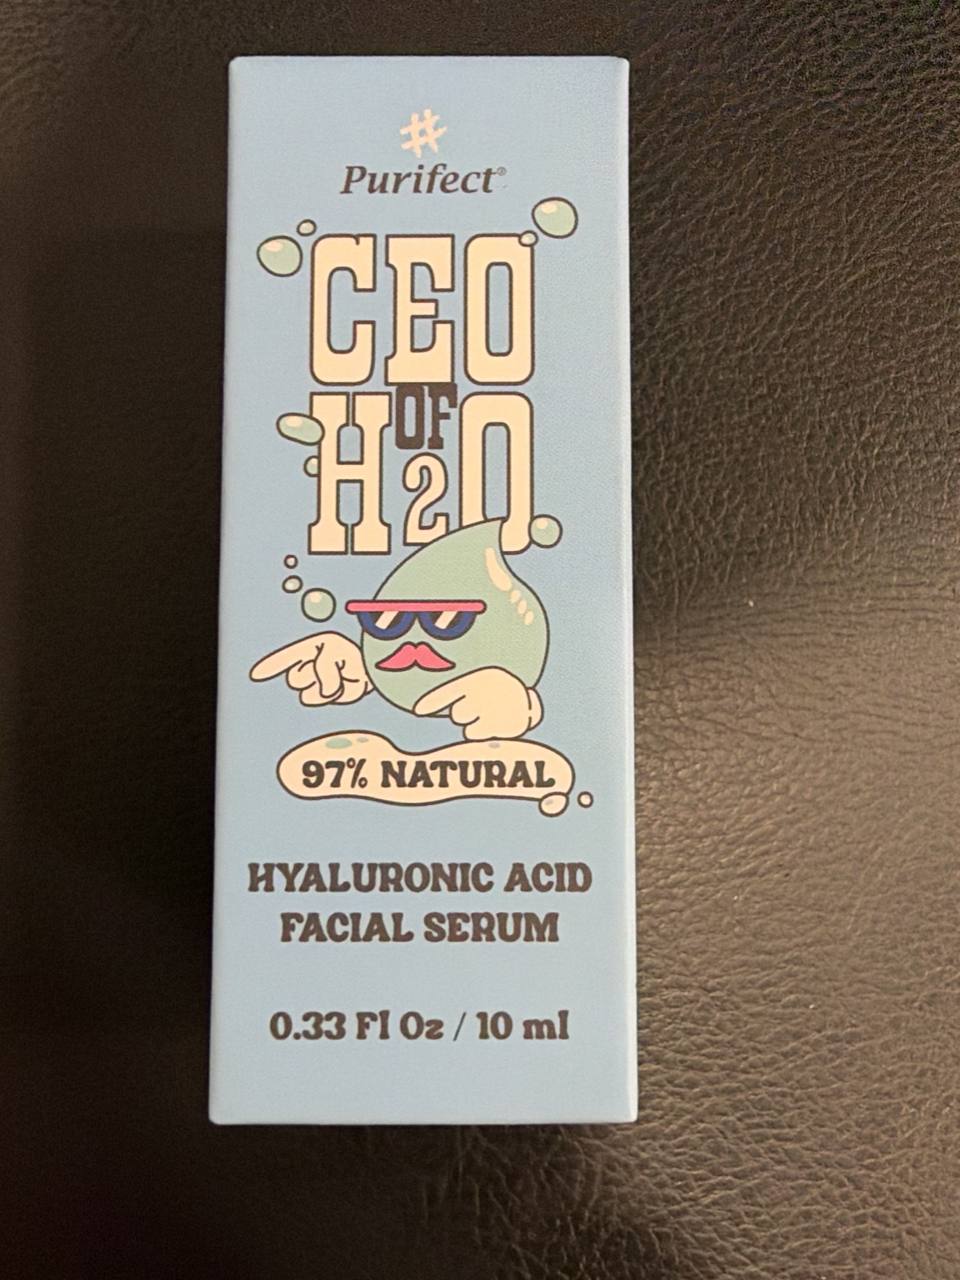 #
Purifect®
CEO
OF
H2O
97% NATURAL
HYALURONIC ACID
FACIAL SERUM
0.33 Fl Oz / 10 ml